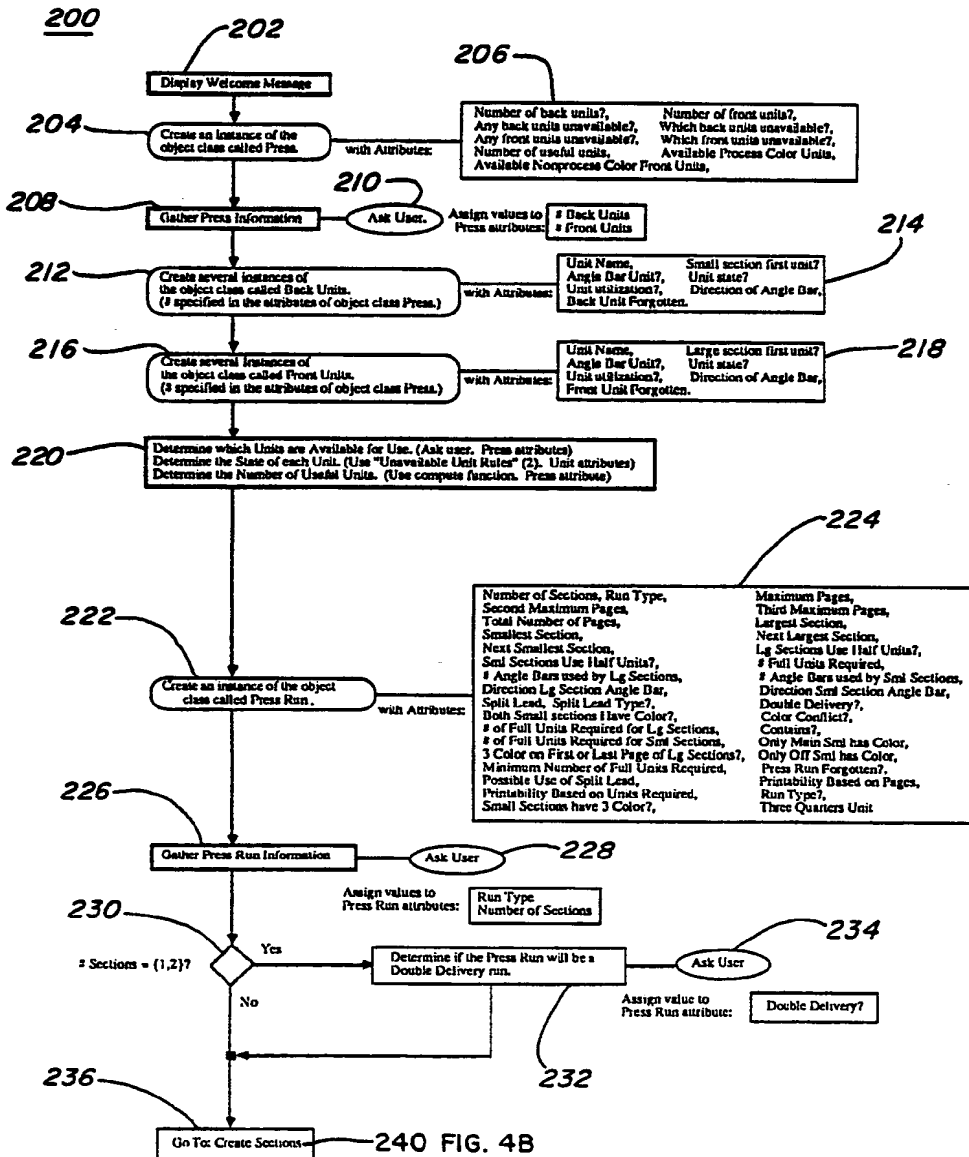 200
202
Display Welcome Message
206
204
Create an instance of the
object class called Press.
with Attributes:
Number of back units?, Number of front units?,
Any back units unavailable?, Which back units unavailable?,
Any front units unavailable?, Which front units unavailable?,
Number of useful units, Available Process Color Units,
Available Nonprocess Color Front Units,
210
208
Gather Press Information
Ask User.
Assign values to
Press attributes:
# Back Units
# Front Units
212
Create several instances of
the object class called Back Units.
(# specified in the attributes of object class Press.)
with Attributes:
214
Unit Name, Small section first unit?
Angle Bar Unit?, Unit state?
Unit utilization?, Direction of Angle Bar,
Back Unit Forgotten.
216
Create several instances of
the object class called Front Units.
(# specified in the attributes of object class Press.)
with Attributes:
218
Unit Name, Large section first unit?
Angle Bar Unit?, Unit state?
Unit utilization?, Direction of Angle Bar,
Front Unit Forgotten.
220
Determine which Units are Available for Use. (Ask user. Press attributes)
Determine the State of each Unit. (Use "Unavailable Unit Rules" (2). Unit attributes)
Determine the Number of Useful Units. (Use compute function. Press attribute)
224
222
Create an instance of the object
class called Press Run.
with Attributes:
Number of Sections, Run Type, Maximum Pages,
Second Maximum Pages, Third Maximum Pages,
Total Number of Pages, Largest Section,
Smallest Section, Next Largest Section,
Next Smallest Section, Lg Sections Use Half Units?,
Sml Sections Use Half Units?, # Full Units Required,
# Angle Bars used by Lg Sections, # Angle Bars used by Sml Sections,
Direction Lg Section Angle Bar, Direction Sml Section Angle Bar,
Split Lead, Split Lead Type?, Double Delivery?,
Both Small sections Have Color?, Color Conflict?,
# of Full Units Required for Lg Sections, Contains?,
# of Full Units Required for Sml Sections, Only Main Sml has Color,
3 Color on First or Last Page of Lg Sections?, Only Off Sml has Color,
Minimum Number of Full Units Required, Press Run Forgotten?,
Possible Use of Split Lead, Printability Based on Pages,
Printability Based on Units Required, Run Type?,
Small Sections have 3 Color?, Three Quarters Unit
226
Gather Press Run Information
Ask User
228
Assign values to
Press Run attributes:
Run Type
Number of Sections
230
# Sections = {1,2}?
Yes
No
Determine if the Press Run will be a
Double Delivery run.
232
234
Ask User
Assign value to
Press Run attribute:
Double Delivery?
236
Go To: Create Sections
240 FIG. 4B